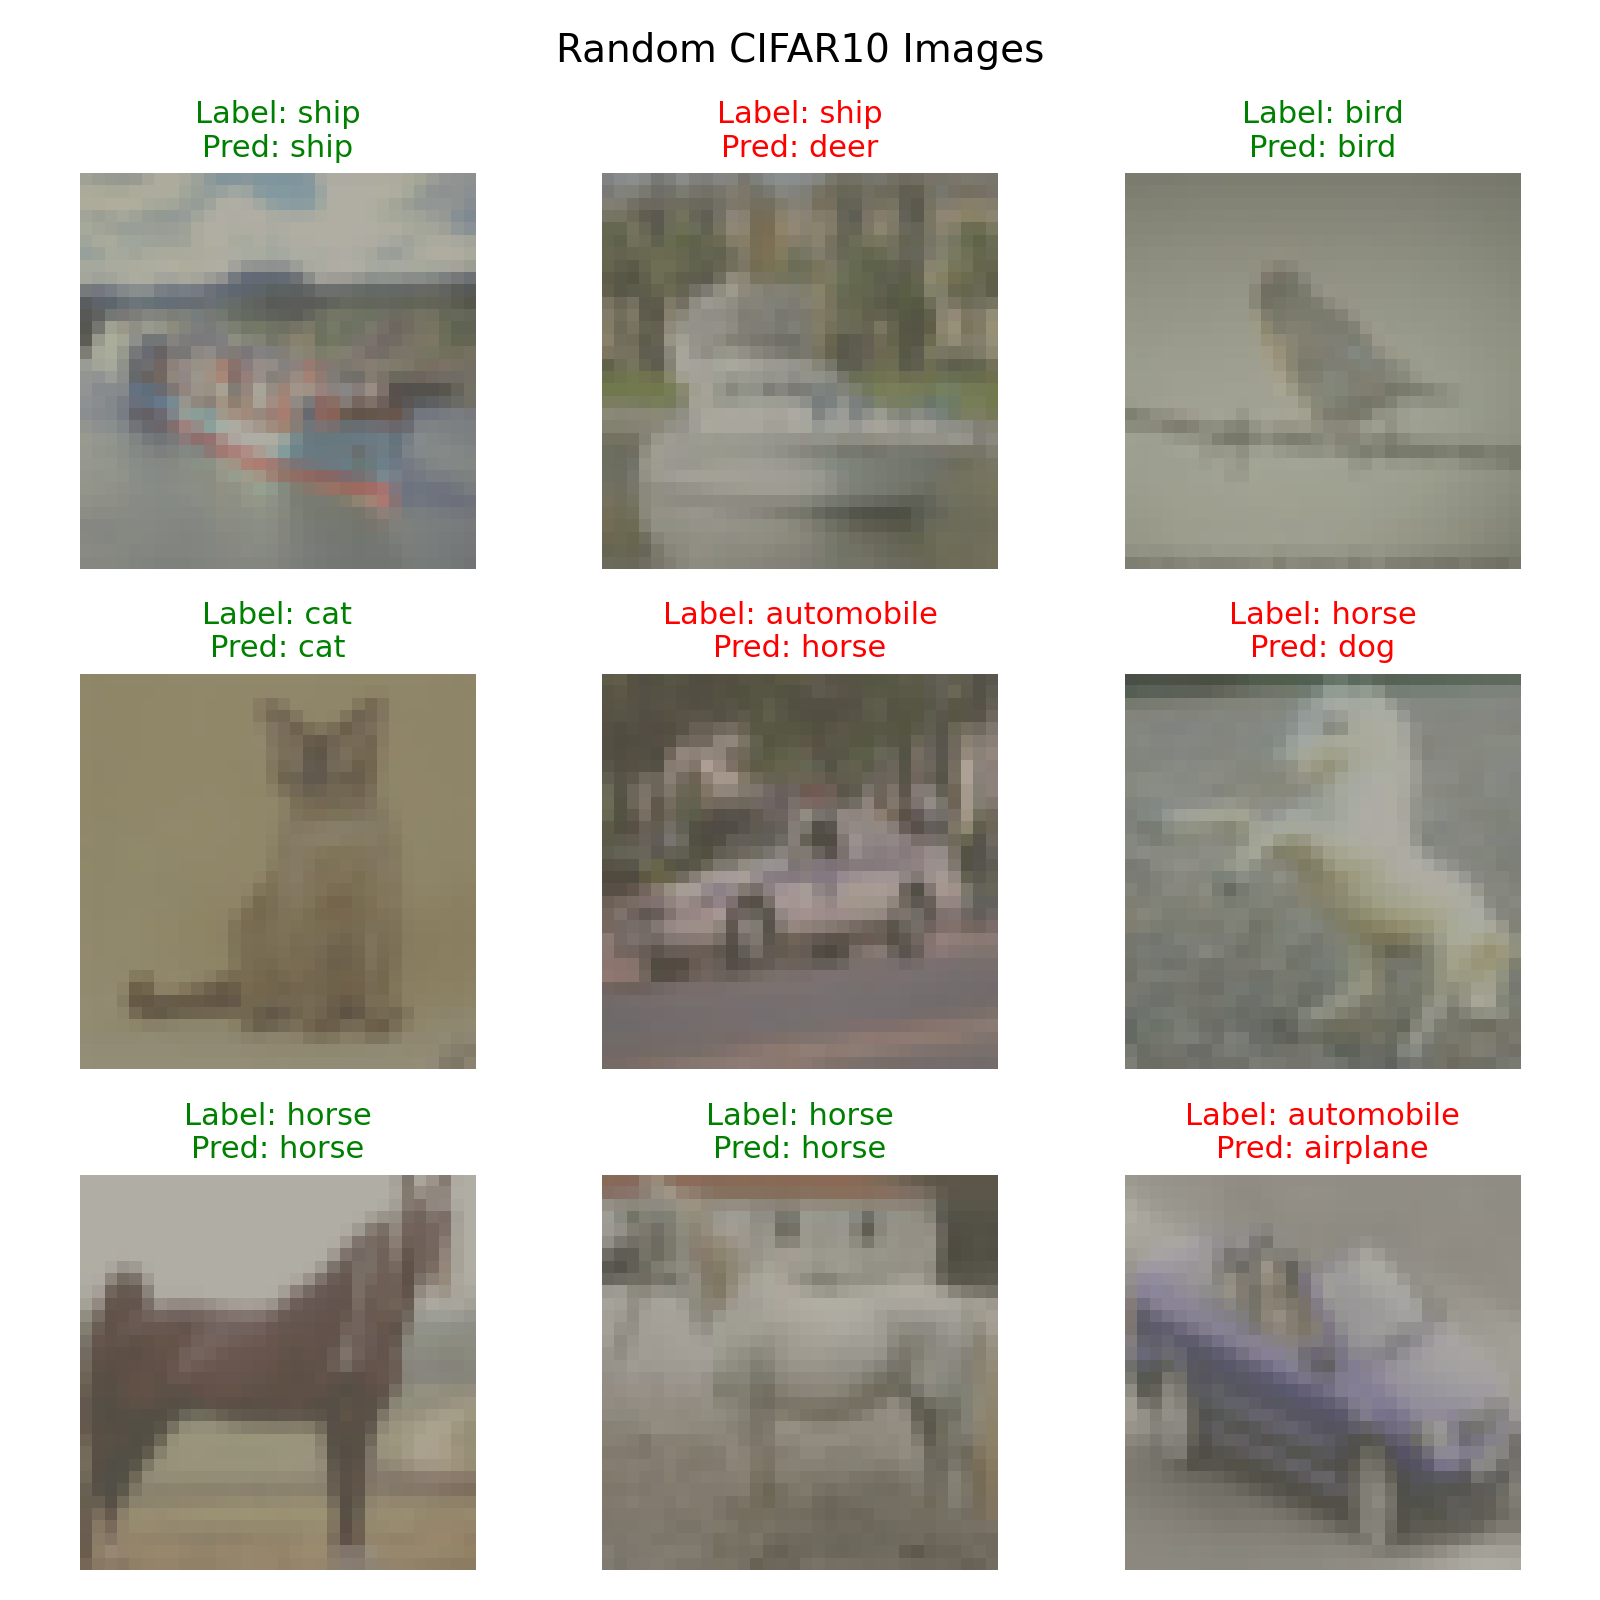 Random CIFAR10 Images
Label: ship
Pred: ship
Label: ship
Pred: deer
Label: bird
Pred: bird
Label: cat
Pred: cat
Label: automobile
Pred: horse
Label: horse
Pred: dog
Label: horse
Pred: horse
Label: horse
Pred: horse
Label: automobile
Pred: airplane